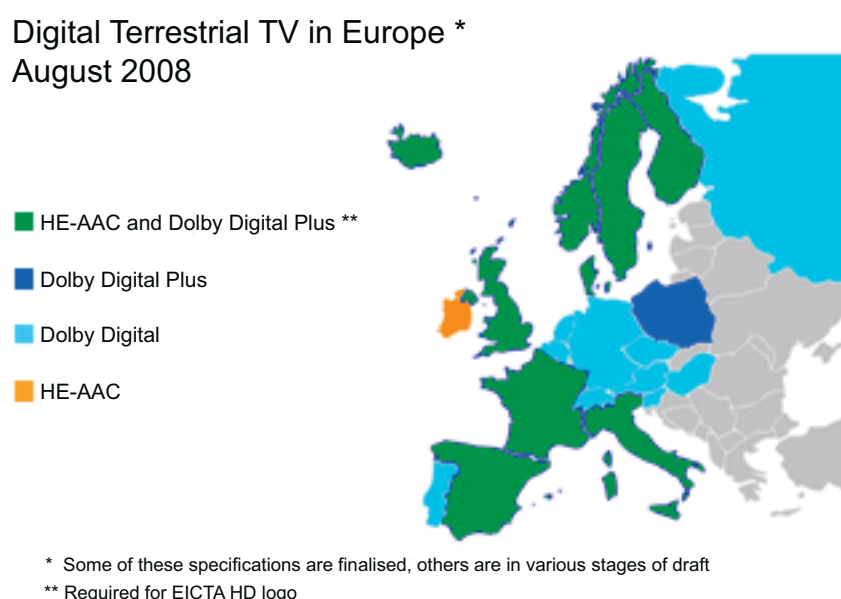 Digital Terrestrial TV in Europe *
August 2008
HE-AAC and Dolby Digital Plus **
Dolby Digital Plus
Dolby Digital
HE-AAC
* Some of these specifications are finalised, others are in various stages of draft
** Required for EICTA HD logo